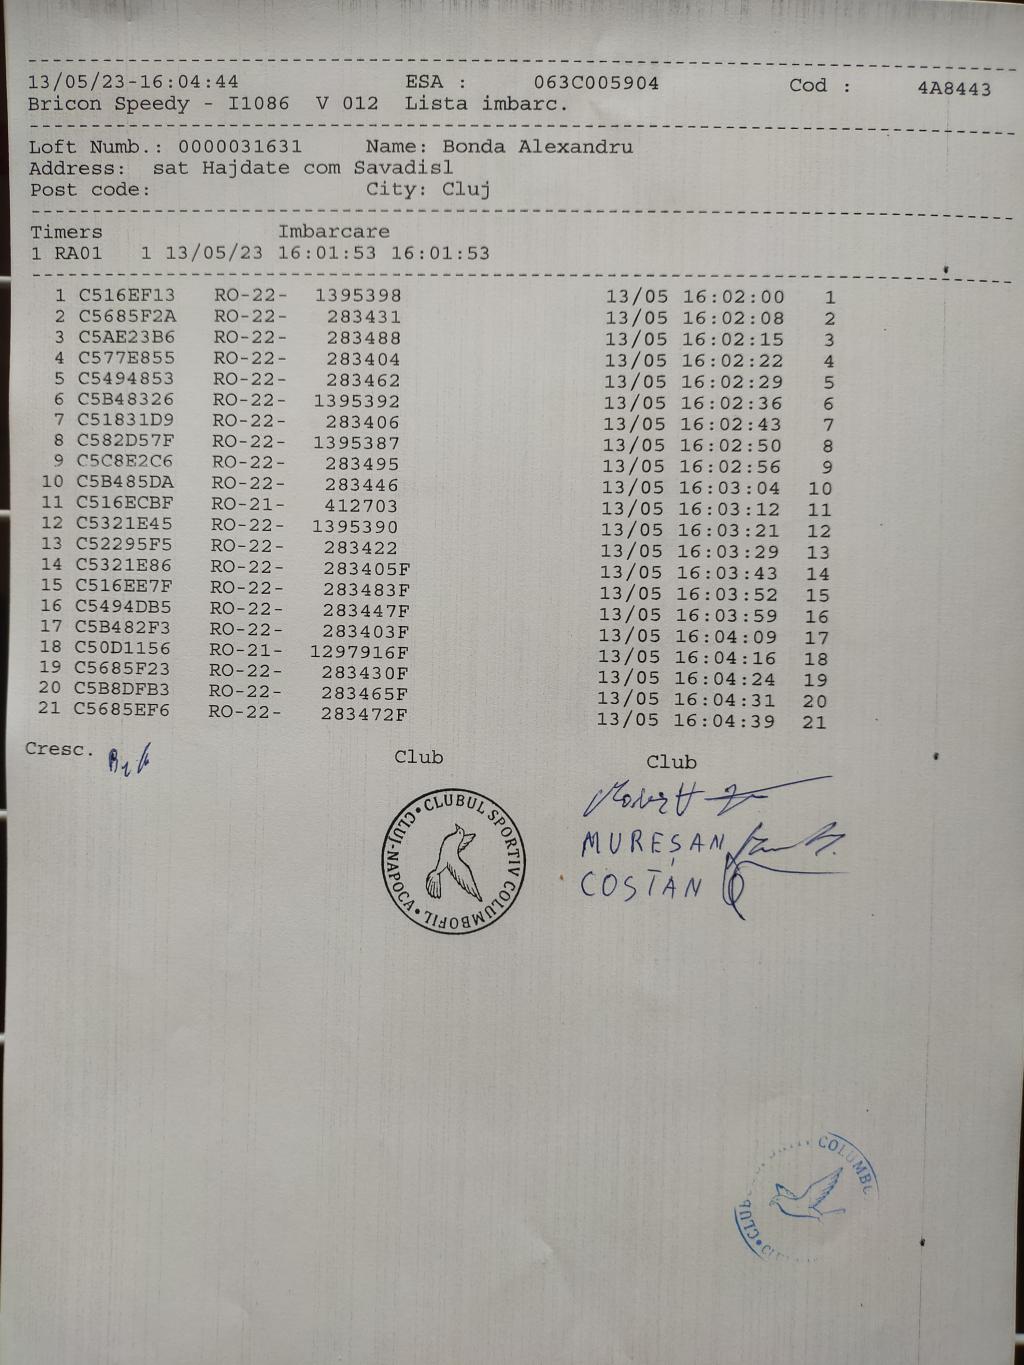 13/05/23-16:04:44 ESA : 063C005904 Cod : 4A8443
Bricon Speedy - I1086 V 012 Lista imbarc.
Loft Numb.: 0000031631 Name: Bonda Alexandru
Address: sat Hajdate com Savadisl
Post code: City: Cluj
Timers Imbarcare
1 RA01 1 13/05/23 16:01:53 16:01:53
1 C516EF13 RO-22- 1395398 13/05 16:02:00 1
2 C5685F2A RO-22- 283431 13/05 16:02:08 2
3 C5AE23B6 RO-22- 283488 13/05 16:02:15 3
4 C577E855 RO-22- 283404 13/05 16:02:22 4
5 C5494853 RO-22- 283462 13/05 16:02:29 5
6 C5B48326 RO-22- 1395392 13/05 16:02:36 6
7 C51831D9 RO-22- 283406 13/05 16:02:43 7
8 C582D57F RO-22- 1395387 13/05 16:02:50 8
9 C5C8E2C6 RO-22- 283495 13/05 16:02:56 9
10 C5B485DA RO-22- 283446 13/05 16:03:04 10
11 C516ECBF RO-21- 412703 13/05 16:03:12 11
12 C5321E45 RO-22- 1395390 13/05 16:03:21 12
13 C52295F5 RO-22- 283422 13/05 16:03:29 13
14 C5321E86 RO-22- 283405F 13/05 16:03:43 14
15 C516EE7F RO-22- 283483F 13/05 16:03:52 15
16 C5494DB5 RO-22- 283447F 13/05 16:03:59 16
17 C5B482F3 RO-22- 283403F 13/05 16:04:09 17
18 C50D1156 RO-21- 1297916F 13/05 16:04:16 18
19 C5685F23 RO-22- 283430F 13/05 16:04:24 19
20 C5B8DFB3 RO-22- 283465F 13/05 16:04:31 20
21 C5685EF6 RO-22- 283472F 13/05 16:04:39 21
Cresc. Club Club
CLUBUL SPORTIV COLUMBOFIL • CLUJ-NAPOCA •
MUREȘAN
COSTAN